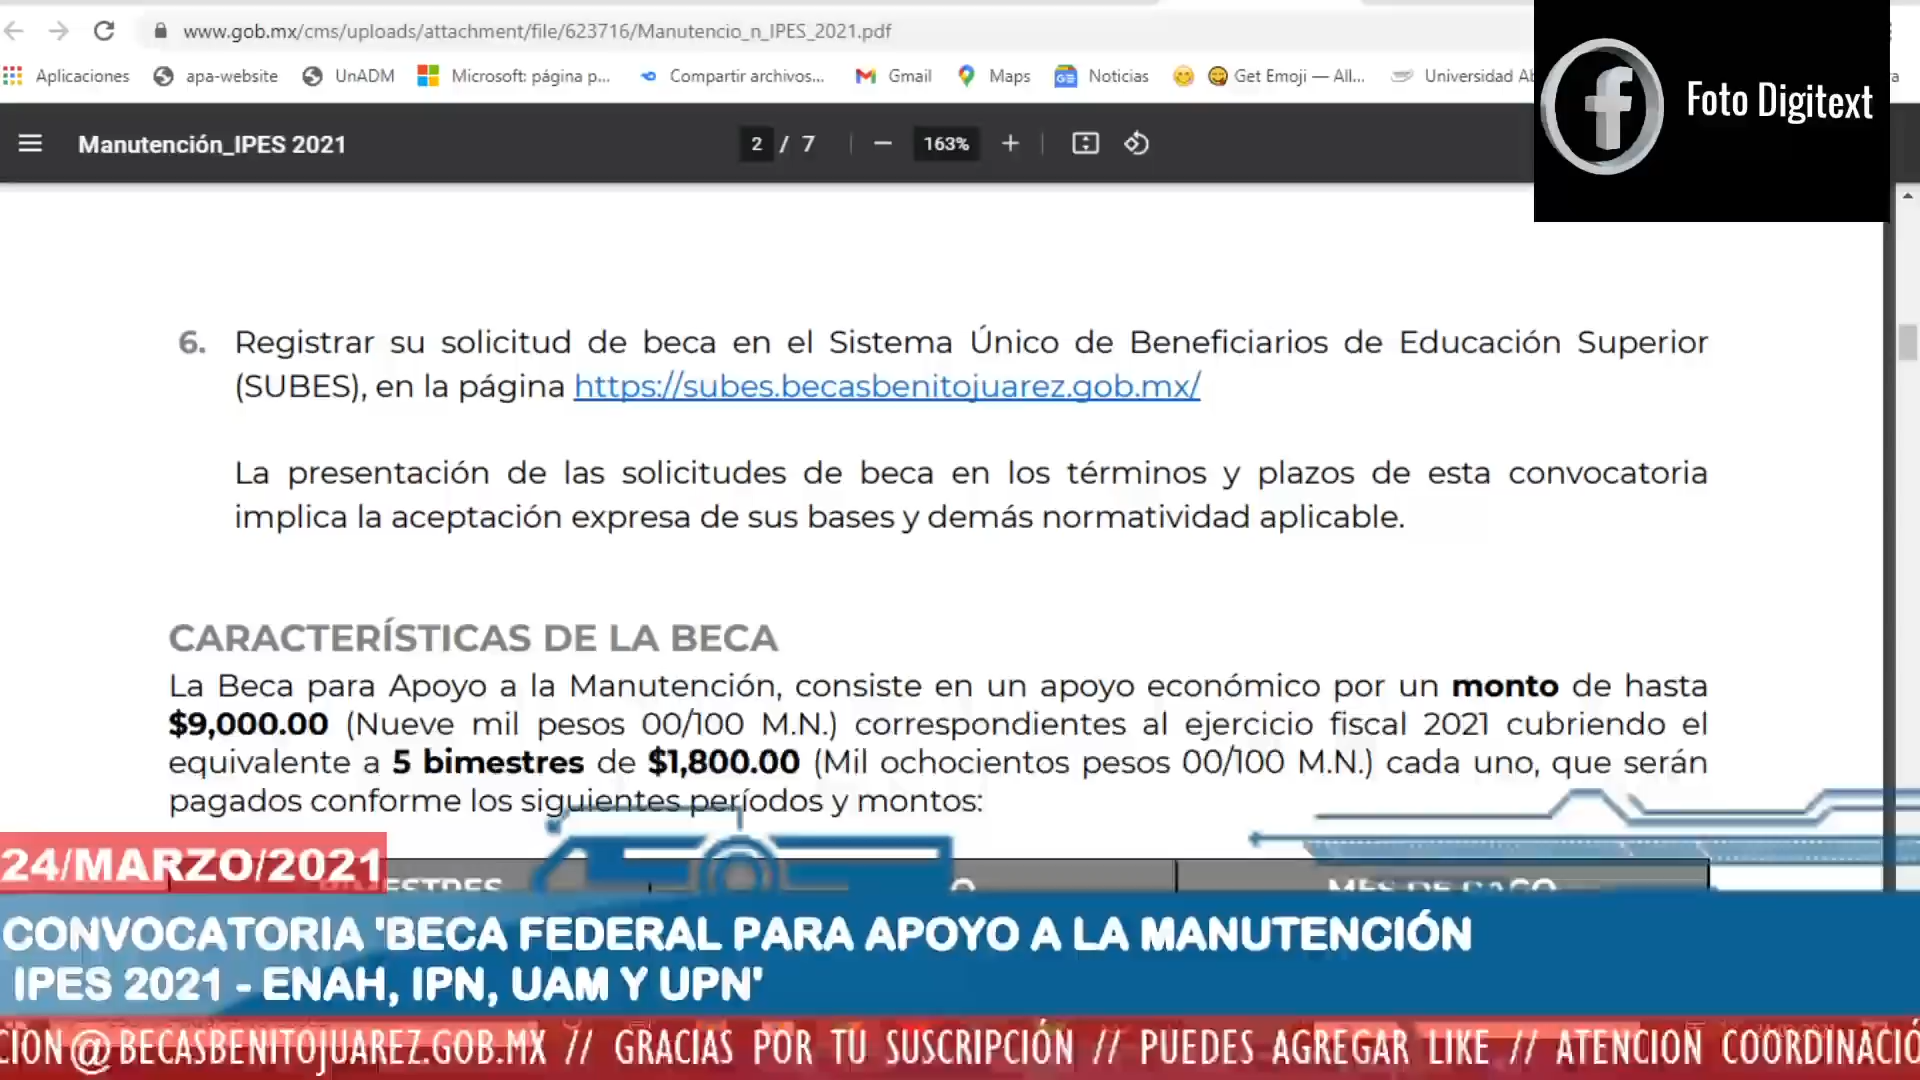 www.gob.mx/cms/uploads/attachment/file/623716/Manutencio_n_IPES_2021.pdf
Aplicaciones apa-website UnADM Microsoft: página p... Compartir archivos... Gmail Maps Noticias Get Emoji — All... Universidad
Foto Digitext
Manutención_IPES 2021 2 / 7 163%
6. Registrar su solicitud de beca en el Sistema Único de Beneficiarios de Educación Superior
(SUBES), en la página https://subes.becasbenitojuarez.gob.mx/
La presentación de las solicitudes de beca en los términos y plazos de esta convocatoria
implica la aceptación expresa de sus bases y demás normatividad aplicable.
CARACTERÍSTICAS DE LA BECA
La Beca para Apoyo a la Manutención, consiste en un apoyo económico por un monto de hasta
$9,000.00 (Nueve mil pesos 00/100 M.N.) correspondientes al ejercicio fiscal 2021 cubriendo el
equivalente a 5 bimestres de $1,800.00 (Mil ochocientos pesos 00/100 M.N.) cada uno, que serán
pagados conforme los siguientes períodos y montos:
24/MARZO/2021
MES DE PAGO
CONVOCATORIA 'BECA FEDERAL PARA APOYO A LA MANUTENCIÓN
IPES 2021 - ENAH, IPN, UAM Y UPN'
CION@BECASBENITOJUAREZ.GOB.MX // GRACIAS POR TU SUSCRIPCIÓN // PUEDES AGREGAR LIKE // ATENCION COORDINACIÓ